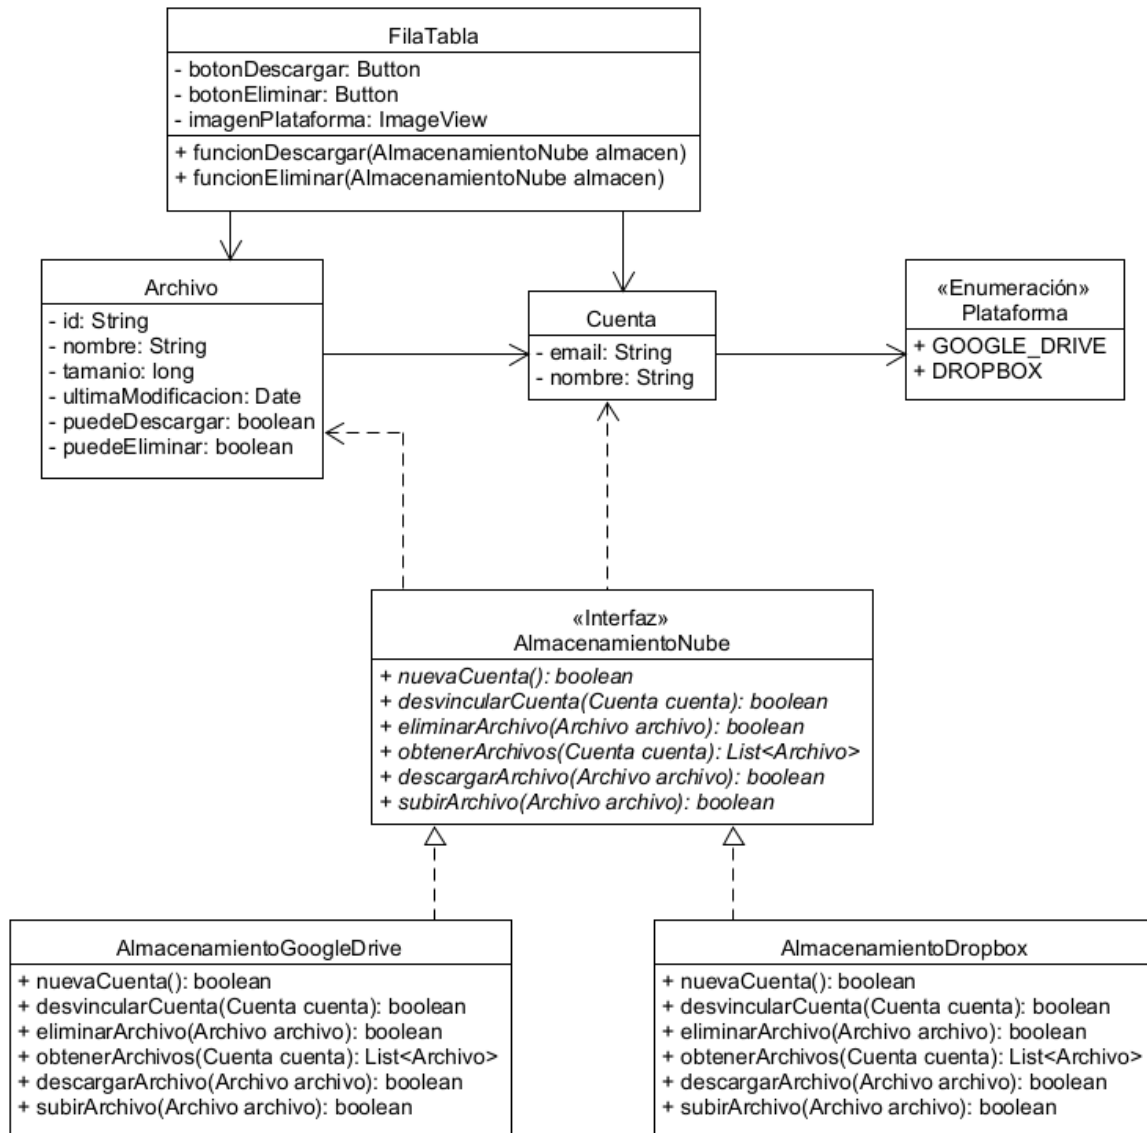 FilaTabla
- botonDescargar: Button
- botonEliminar: Button
- imagenPlataforma: ImageView
+ funcionDescargar(AlmacenamientoNube almacen)
+ funcionEliminar(AlmacenamientoNube almacen)
Archivo
- id: String
- nombre: String
- tamanio: long
- ultimaModificacion: Date
- puedeDescargar: boolean
- puedeEliminar: boolean
Cuenta
- email: String
- nombre: String
«Enumeración»
Plataforma
+ GOOGLE_DRIVE
+ DROPBOX
«Interfaz»
AlmacenamientoNube
+ nuevaCuenta(): boolean
+ desvincularCuenta(Cuenta cuenta): boolean
+ eliminarArchivo(Archivo archivo): boolean
+ obtenerArchivos(Cuenta cuenta): List<Archivo>
+ descargarArchivo(Archivo archivo): boolean
+ subirArchivo(Archivo archivo): boolean
AlmacenamientoGoogleDrive
+ nuevaCuenta(): boolean
+ desvincularCuenta(Cuenta cuenta): boolean
+ eliminarArchivo(Archivo archivo): boolean
+ obtenerArchivos(Cuenta cuenta): List<Archivo>
+ descargarArchivo(Archivo archivo): boolean
+ subirArchivo(Archivo archivo): boolean
AlmacenamientoDropbox
+ nuevaCuenta(): boolean
+ desvincularCuenta(Cuenta cuenta): boolean
+ eliminarArchivo(Archivo archivo): boolean
+ obtenerArchivos(Cuenta cuenta): List<Archivo>
+ descargarArchivo(Archivo archivo): boolean
+ subirArchivo(Archivo archivo): boolean